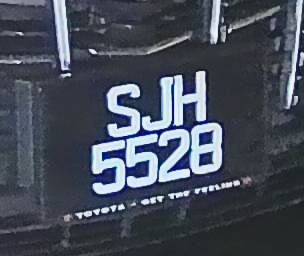 SJH
5528
TOYOTA - GET THE FEELING